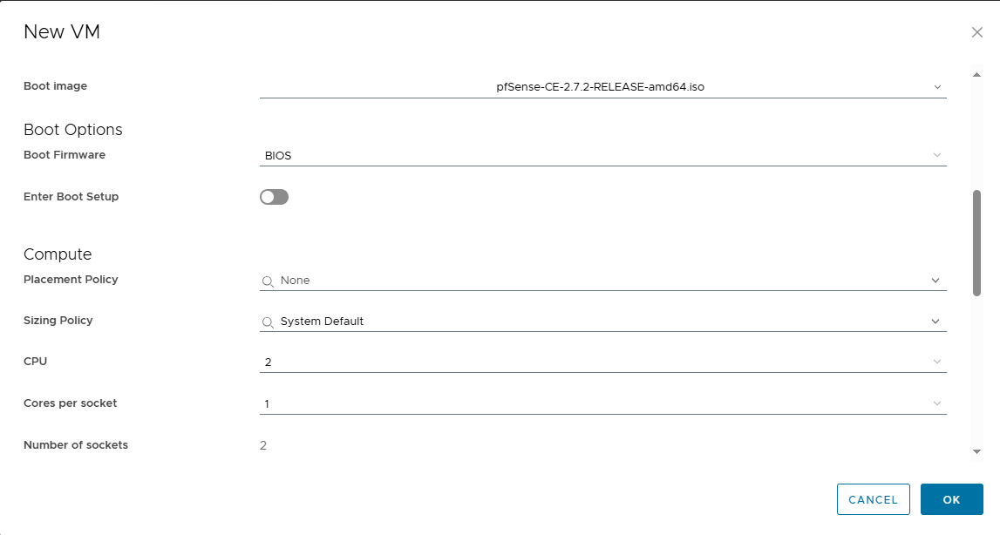 New VM
Boot image
pfSense-CE-2.7.2-RELEASE-amd64.iso
Boot Options
Boot Firmware
BIOS
Enter Boot Setup
Compute
Placement Policy
None
Sizing Policy
System Default
CPU
2
Cores per socket
1
Number of sockets
2
CANCEL
OK